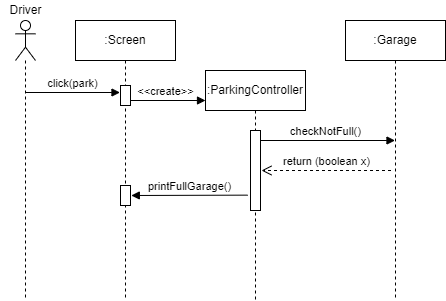 Driver
:Screen
:Garage
click(park)
<<create>>
:ParkingController
checkNotFull()
return (boolean x)
printFullGarage()